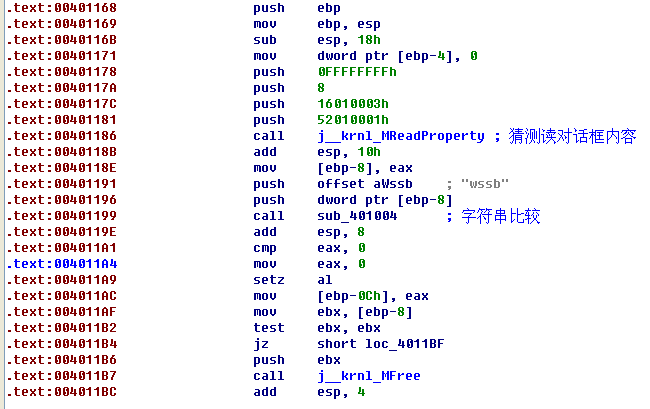 .text:00401168 push ebp
.text:00401169 mov ebp, esp
.text:0040116B sub esp, 18h
.text:00401171 mov dword ptr [ebp-4], 0
.text:00401178 push 0FFFFFFFFh
.text:0040117A push 8
.text:0040117C push 16010003h
.text:00401181 push 52010001h
.text:00401186 call j__krnl_MReadProperty ; 猜测读对话框内容
.text:0040118B add esp, 10h
.text:0040118E mov [ebp-8], eax
.text:00401191 push offset aWssb ; "wssb"
.text:00401196 push dword ptr [ebp-8]
.text:00401199 call sub_401004 ; 字符串比较
.text:0040119E add esp, 8
.text:004011A1 cmp eax, 0
.text:004011A4 mov eax, 0
.text:004011A9 setz al
.text:004011AC mov [ebp-0Ch], eax
.text:004011AF mov ebx, [ebp-8]
.text:004011B2 test ebx, ebx
.text:004011B4 jz short loc_4011BF
.text:004011B6 push ebx
.text:004011B7 call j__krnl_MFree
.text:004011BC add esp, 4